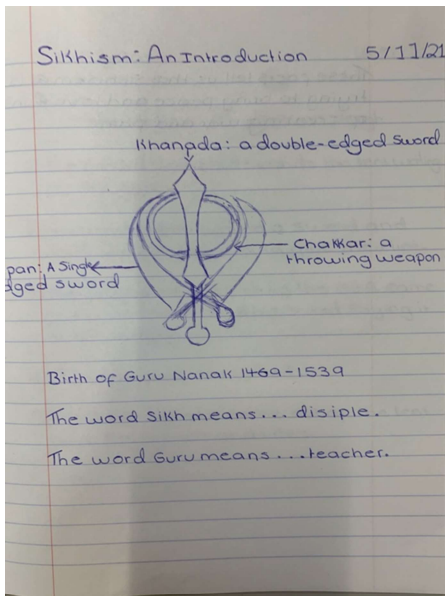 Sikhism: An Introduction 5/11/21
Khanada: a double-edged sword
Chakkar: a
throwing weapon
pan: A Single
dged sword
Birth of Guru Nanak 1469-1539
The word Sikh means... disiple.
The word Guru means...teacher.